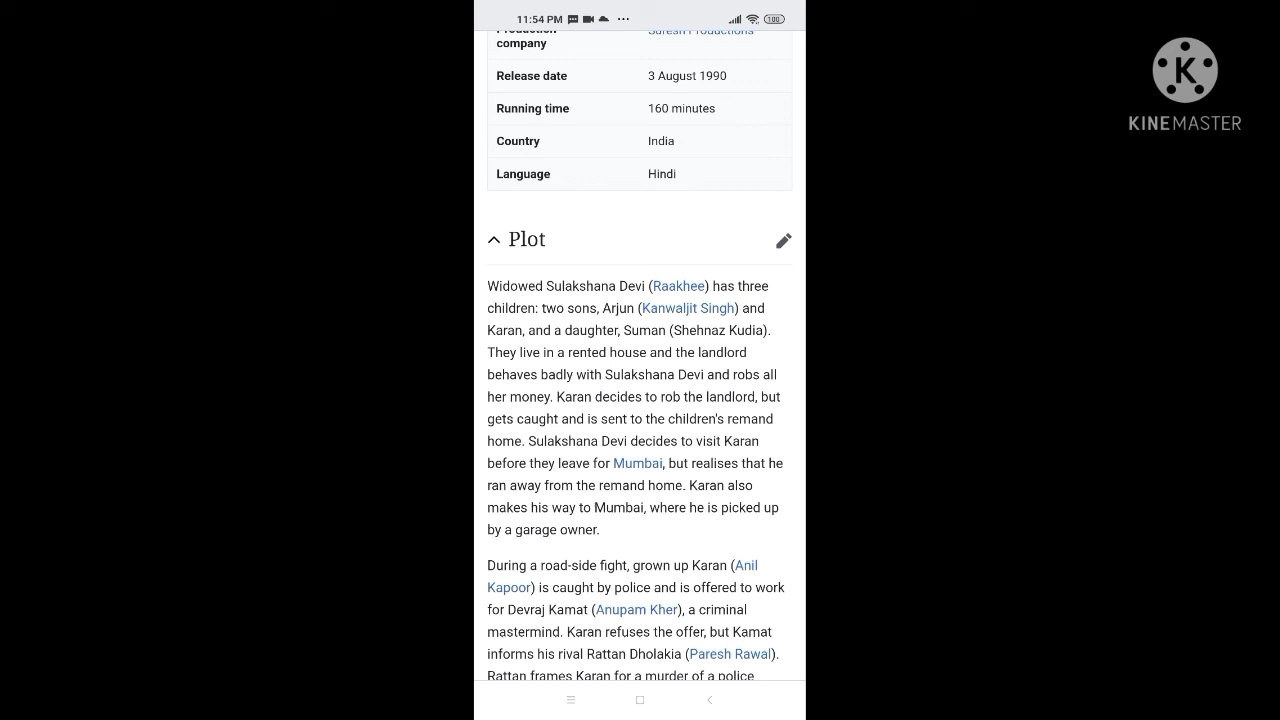 11:54 PM
100
Production
company
Suresh Productions
Release date
3 August 1990
Running time
160 minutes
Country
India
Language
Hindi
Plot
Widowed Sulakshana Devi (Raakhee) has three
children: two sons, Arjun (Kanwaljit Singh) and
Karan, and a daughter, Suman (Shehnaz Kudia).
They live in a rented house and the landlord
behaves badly with Sulakshana Devi and robs all
her money. Karan decides to rob the landlord, but
gets caught and is sent to the children's remand
home. Sulakshana Devi decides to visit Karan
before they leave for Mumbai, but realises that he
ran away from the remand home. Karan also
makes his way to Mumbai, where he is picked up
by a garage owner.
During a road-side fight, grown up Karan (Anil
Kapoor) is caught by police and is offered to work
for Devraj Kamat (Anupam Kher), a criminal
mastermind. Karan refuses the offer, but Kamat
informs his rival Rattan Dholakia (Paresh Rawal).
Rattan frames Karan for a murder of a police
K
KINEMASTER